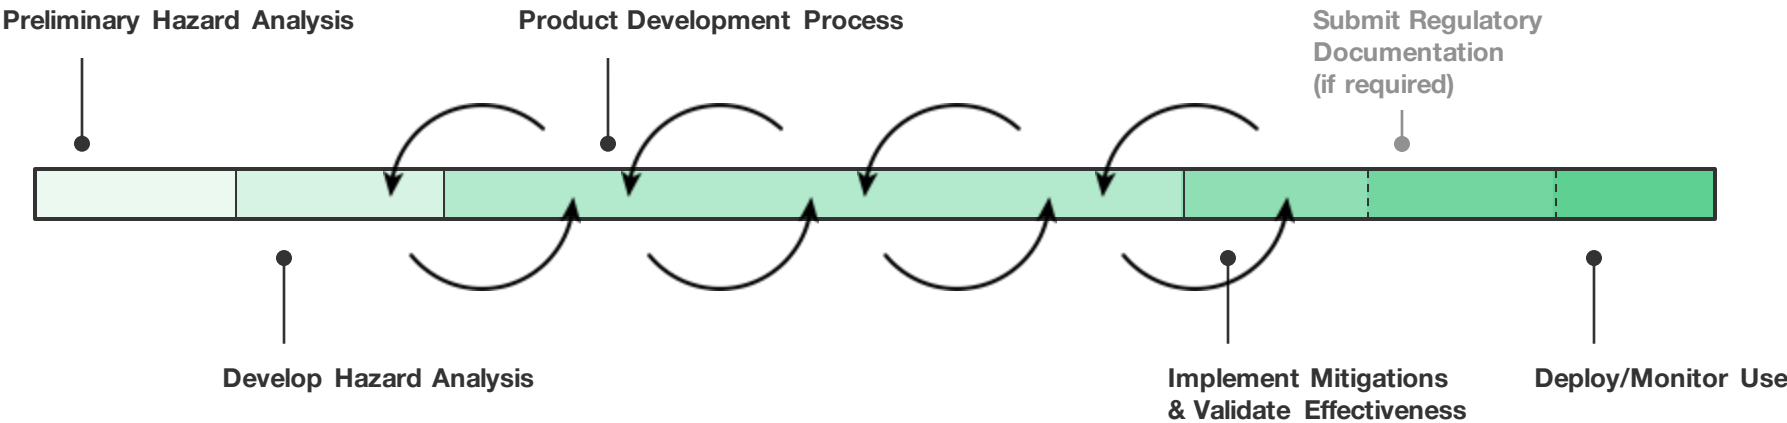 Preliminary Hazard Analysis
Product Development Process
Submit Regulatory
Documentation
(if required)
Develop Hazard Analysis
Implement Mitigations
& Validate Effectiveness
Deploy/Monitor Use